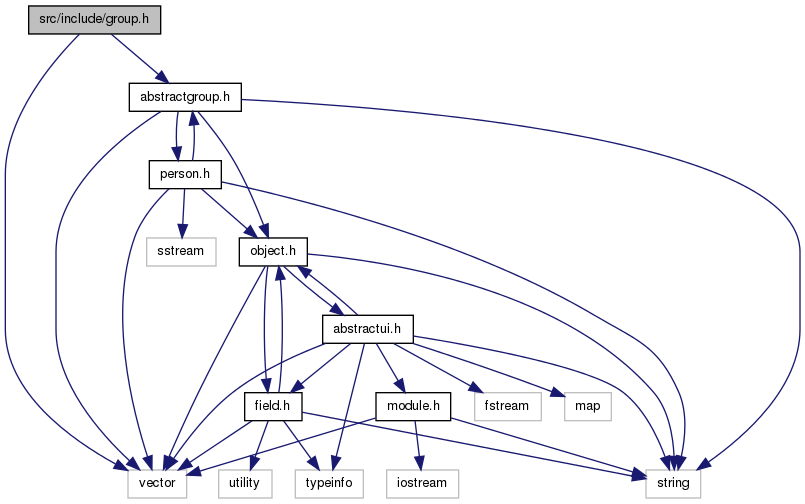 src/include/group.h
abstractgroup.h
person.h
sstream
object.h
abstractui.h
field.h
module.h
fstream
map
vector
utility
typeinfo
iostream
string